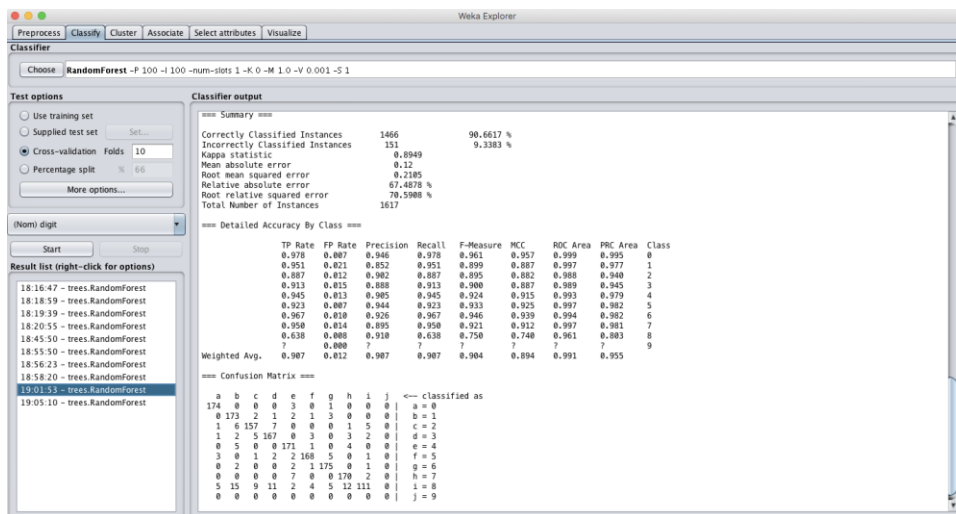 Weka Explorer
Preprocess Classify Cluster Associate Select attributes Visualize
Classifier
Choose RandomForest -P 100 -I 100 -num-slots 1 -K 0 -M 1.0 -V 0.001 -S 1
Test options
Use training set
Supplied test set Set...
Cross-validation Folds 10
Percentage split % 66
More options...
(Nom) digit
Start Stop
Result list (right-click for options)
18:16:47 - trees.RandomForest
18:18:59 - trees.RandomForest
18:19:39 - trees.RandomForest
18:20:55 - trees.RandomForest
18:45:50 - trees.RandomForest
18:55:50 - trees.RandomForest
18:56:23 - trees.RandomForest
18:58:20 - trees.RandomForest
19:01:53 - trees.RandomForest
19:05:10 - trees.RandomForest
Classifier output
=== Summary ===
Correctly Classified Instances 1466 90.6617 %
Incorrectly Classified Instances 151 9.3383 %
Kappa statistic 0.8949
Mean absolute error 0.12
Root mean squared error 0.2105
Relative absolute error 67.4878 %
Root relative squared error 70.5908 %
Total Number of Instances 1617
=== Detailed Accuracy By Class ===
TP Rate FP Rate Precision Recall F-Measure MCC ROC Area PRC Area Class
0.978 0.007 0.946 0.978 0.961 0.957 0.999 0.995 0
0.951 0.021 0.852 0.951 0.899 0.887 0.997 0.977 1
0.887 0.012 0.902 0.887 0.895 0.882 0.988 0.940 2
0.913 0.015 0.888 0.913 0.900 0.887 0.989 0.945 3
0.945 0.013 0.905 0.945 0.924 0.915 0.993 0.979 4
0.923 0.007 0.944 0.923 0.933 0.925 0.997 0.982 5
0.967 0.010 0.926 0.967 0.946 0.939 0.994 0.982 6
0.950 0.014 0.895 0.950 0.921 0.912 0.997 0.981 7
0.638 0.008 0.910 0.638 0.750 0.740 0.961 0.803 8
? 0.000 ? ? ? ? ? ? 9
Weighted Avg. 0.907 0.012 0.907 0.907 0.904 0.894 0.991 0.955
=== Confusion Matrix ===
a b c d e f g h i j <-- classified as
174 0 0 0 3 0 1 0 0 0 | a = 0
0 173 2 1 2 1 3 0 0 0 | b = 1
1 6 157 7 0 0 0 1 5 0 | c = 2
1 2 5 167 0 3 0 3 2 0 | d = 3
0 5 0 0 171 1 0 4 0 0 | e = 4
3 0 1 2 2 168 5 0 1 0 | f = 5
0 2 0 0 2 1 175 0 1 0 | g = 6
0 0 0 0 7 0 0 170 2 0 | h = 7
5 15 9 11 2 4 5 12 111 0 | i = 8
0 0 0 0 0 0 0 0 0 0 | j = 9